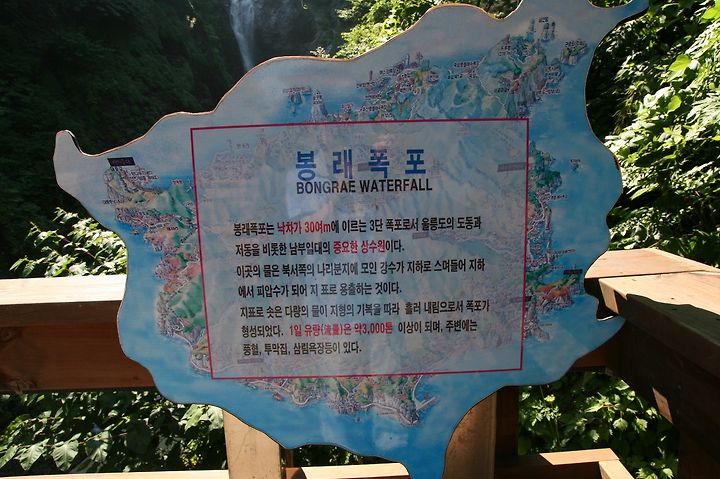 봉래폭포
BONGRAE WATERFALL
봉래폭포는 낙차가 30여m에 이르는 3단 폭포로서 울릉도의 도동과
저동을 비롯한 남부일대의 중요한 상수원이다.
이곳의 물은 북서쪽의 나리분지에 모인 강수가 지하로 스며들어 지하
에서 피압수가 되어 지표로 용출하는 것이다.
지표로 솟은 다량의 물이 지형의 기복을 따라 흘러 내림으로서 폭포가
형성되었다. 1일 유량(流量)은 약3,000톤 이상이 되며, 주변에는
풍혈, 투막집, 삼림욕장등이 있다.